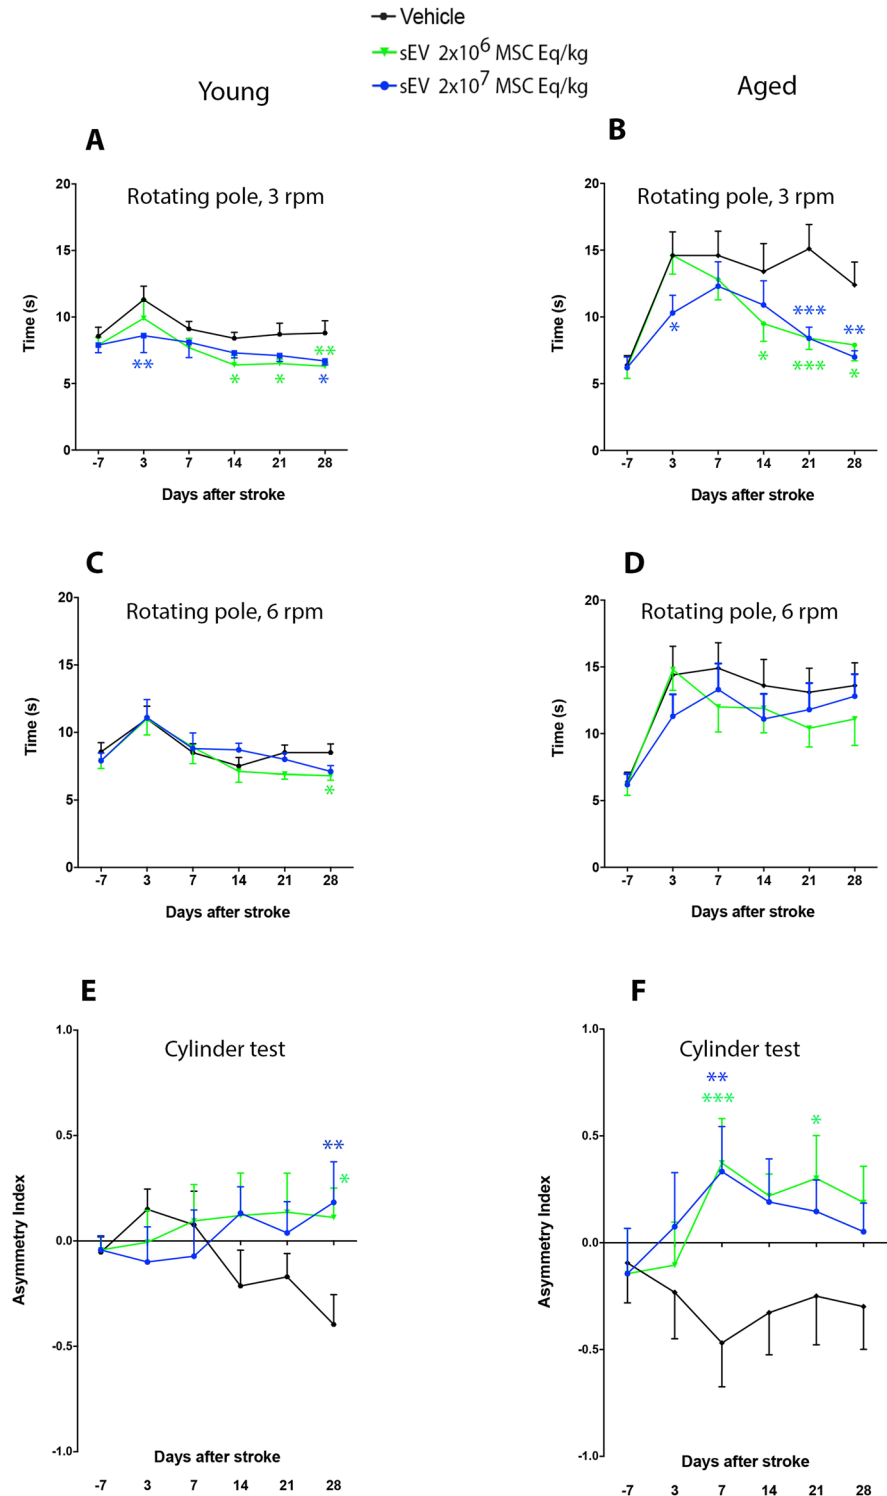 Vehicle
sEV 2x10^6 MSC Eq/kg
sEV 2x10^7 MSC Eq/kg
Young
Aged
A
Rotating pole, 3 rpm
20
15
10
5
0
Time (s)
**
*
*
**
*
-7 3 7 14 21 28
Days after stroke
B
Rotating pole, 3 rpm
20
15
10
5
0
Time (s)
*
*
***
***
**
*
-7 3 7 14 21 28
Days after stroke
C
Rotating pole, 6 rpm
20
15
10
5
0
Time (s)
*
-7 3 7 14 21 28
Days after stroke
D
Rotating pole, 6 rpm
20
15
10
5
0
Time (s)
-7 3 7 14 21 28
Days after stroke
E
Cylinder test
1.0
0.5
0.0
-0.5
-1.0
Asymmetry Index
**
*
Days after stroke
-7 3 7 14 21 28
F
Cylinder test
1.0
0.5
0.0
-0.5
-1.0
Asymmetry Index
**
***
*
Days after stroke
-7 3 7 14 21 28